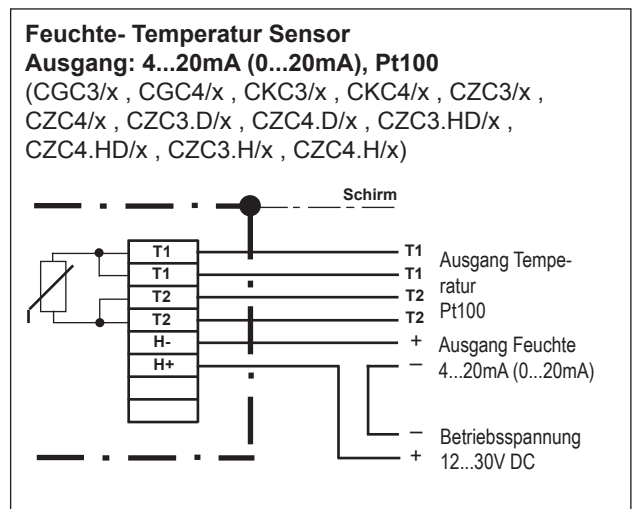 Feuchte- Temperatur Sensor
Ausgang: 4...20mA (0...20mA), Pt100
(CGC3/x , CGC4/x , CKC3/x , CKC4/x , CZC3/x ,
CZC4/x , CZC3.D/x , CZC4.D/x , CZC3.HD/x ,
CZC4.HD/x , CZC3.H/x , CZC4.H/x)
Schirm
T1
T1
T2
T2
H-
H+
T1
T1
T2
T2
+
–
–
+
Ausgang Tempe-
ratur
Pt100
Ausgang Feuchte
4...20mA (0...20mA)
Betriebsspannung
12...30V DC